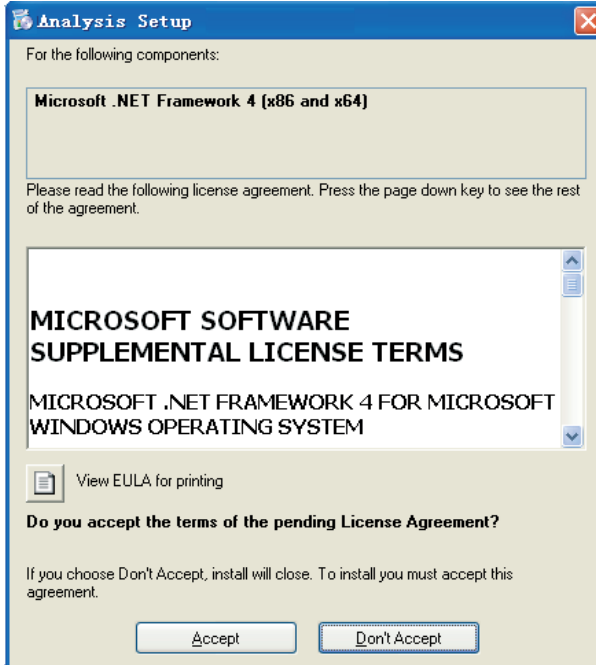 Analysis Setup
For the following components:
Microsoft .NET Framework 4 (x86 and x64)
Please read the following license agreement. Press the page down key to see the rest
of the agreement.
MICROSOFT SOFTWARE
SUPPLEMENTAL LICENSE TERMS
MICROSOFT .NET FRAMEWORK 4 FOR MICROSOFT
WINDOWS OPERATING SYSTEM
View EULA for printing
Do you accept the terms of the pending License Agreement?
If you choose Don't Accept, install will close. To install you must accept this
agreement.
Accept
Don't Accept